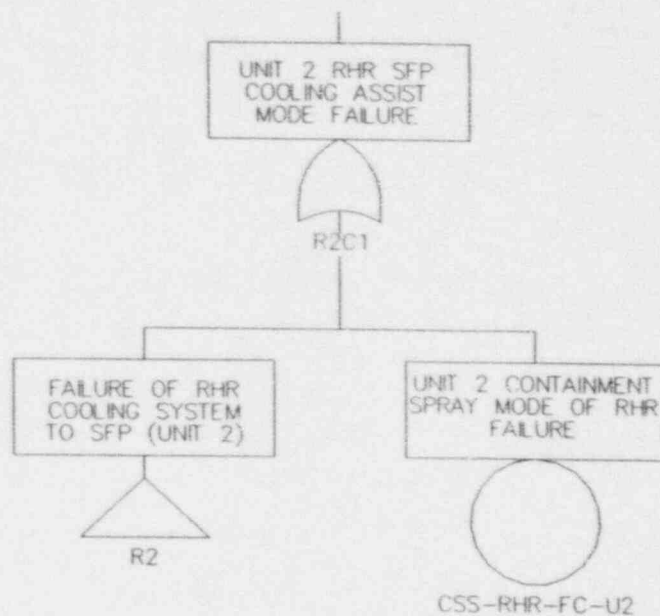 UNIT 2 RHR SFP
COOLING ASSIST
MODE FAILURE
R2C1
FAILURE OF RHR
COOLING SYSTEM
TO SFP (UNIT 2)
UNIT 2 CONTAINMENT
SPRAY MODE OF RHR
FAILURE
R2
CSS-RHR-FC-U2